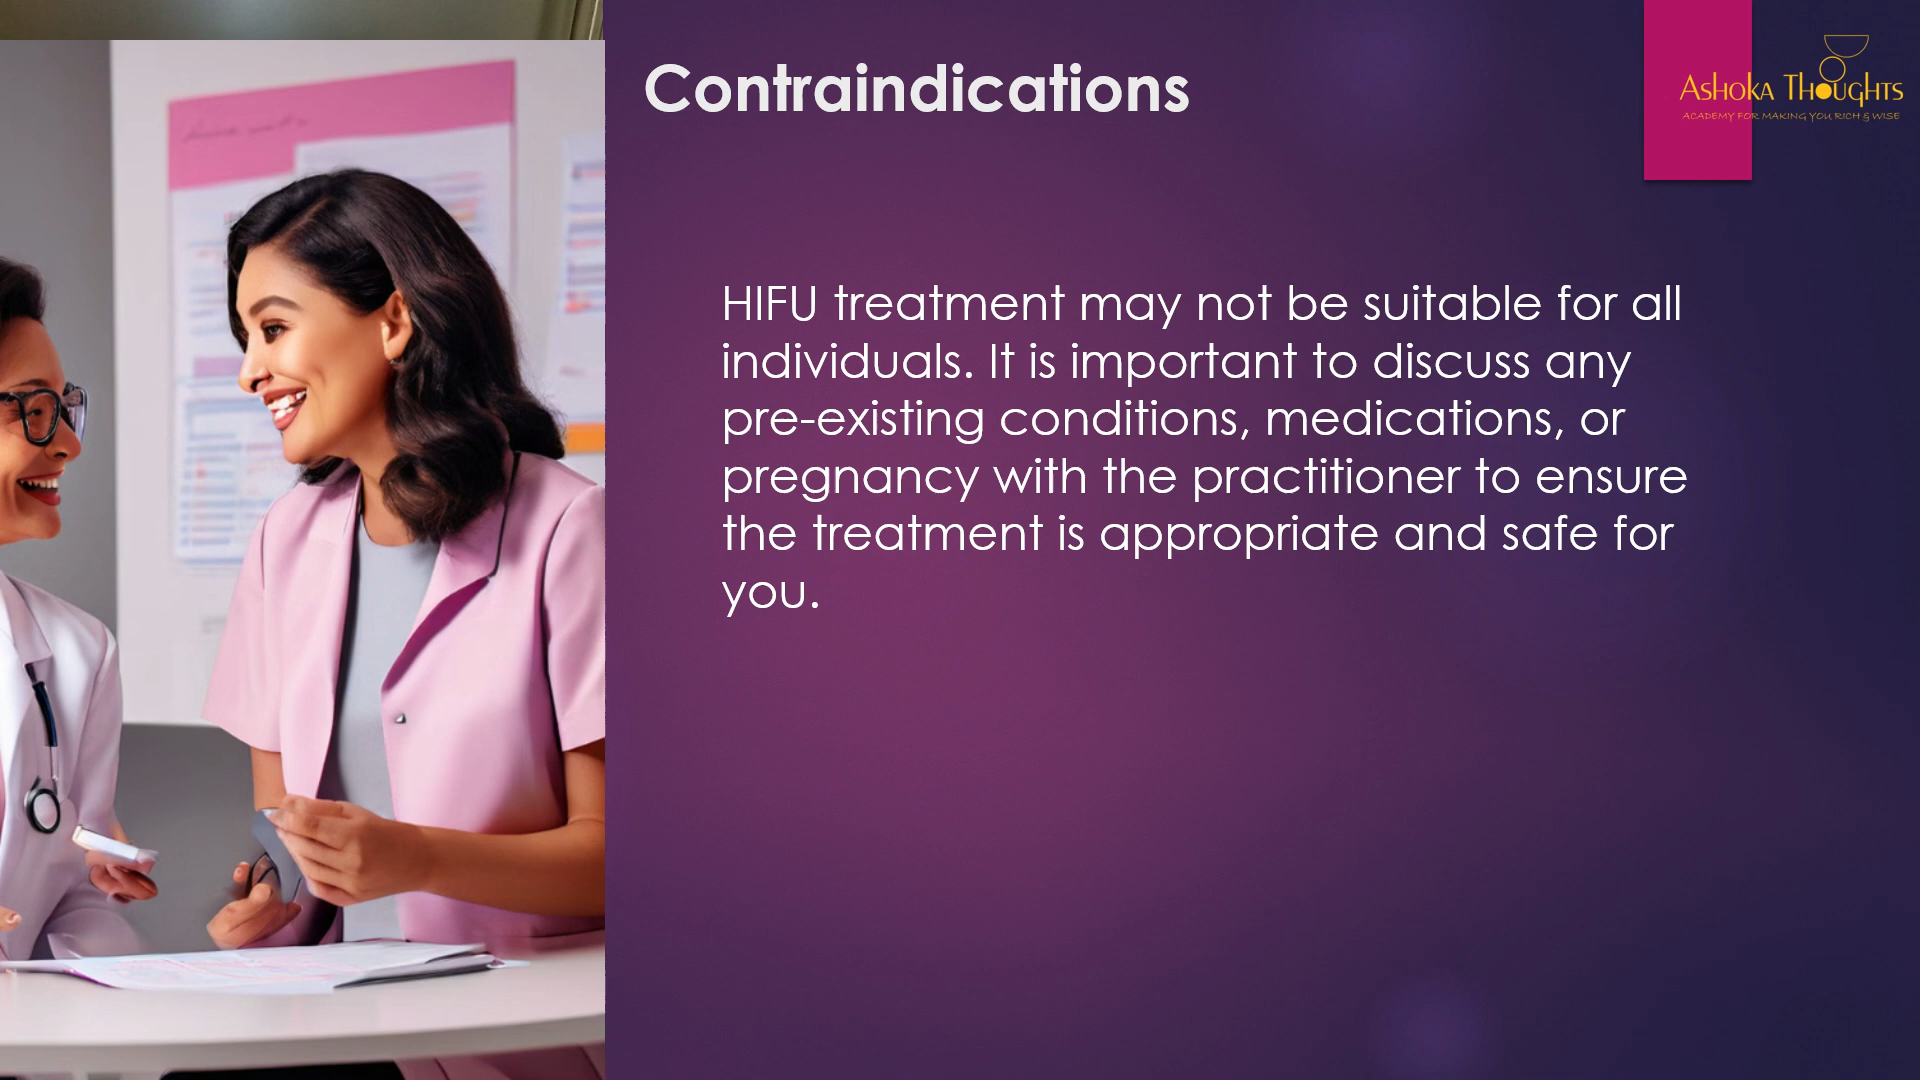 Contraindications
ASHOKA THOUGHTS
ACADEMY FOR MAKING YOU RICH & WISE
HIFU treatment may not be suitable for all
individuals. It is important to discuss any
pre-existing conditions, medications, or
pregnancy with the practitioner to ensure
the treatment is appropriate and safe for
you.